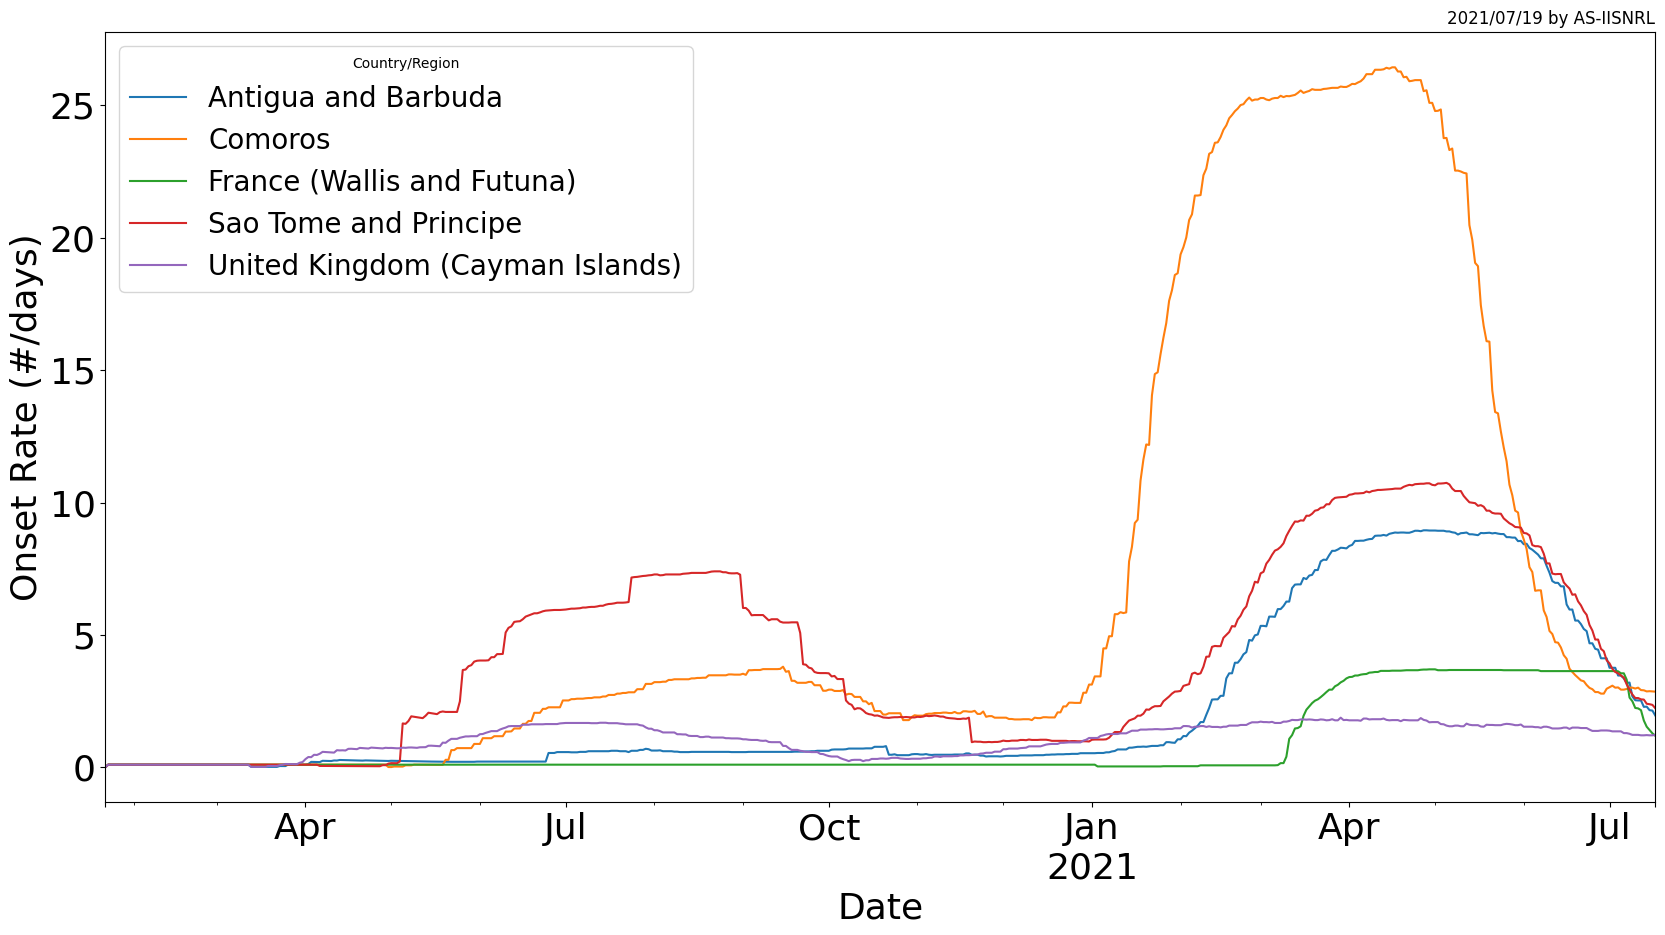 2021/07/19 by AS-IISNRL
Country/Region
Antigua and Barbuda
Comoros
France (Wallis and Futuna)
Sao Tome and Principe
United Kingdom (Cayman Islands)
Onset Rate (#/days)
25
20
15
10
5
0
Apr Jul Oct Jan Apr Jul
2021
Date